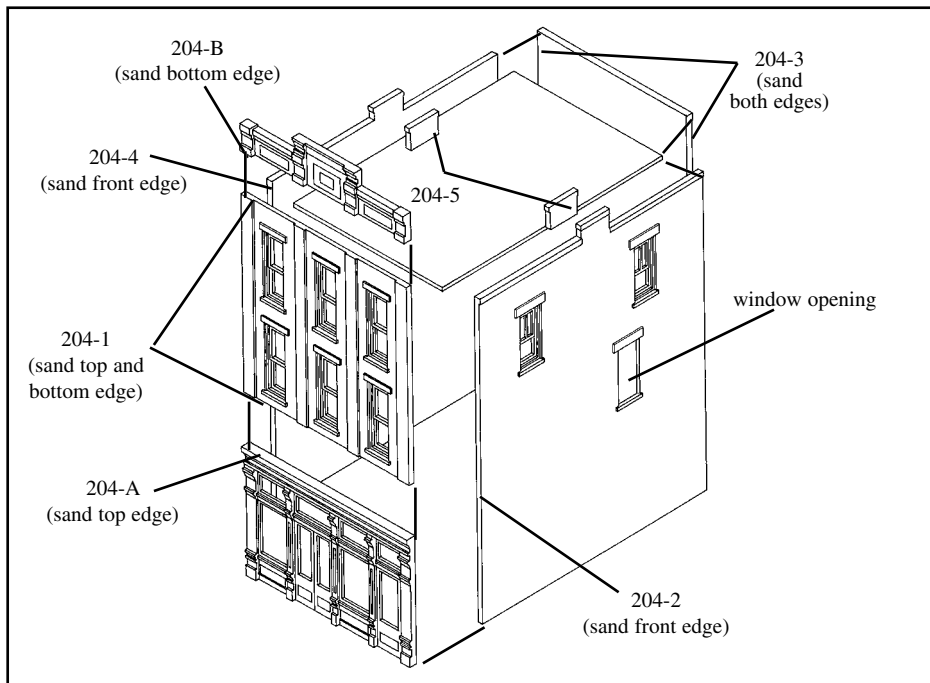 204-B
(sand bottom edge)
204-3
(sand
both edges)
204-4
(sand front edge)
204-5
window opening
204-1
(sand top and
bottom edge)
204-A
(sand top edge)
204-2
(sand front edge)